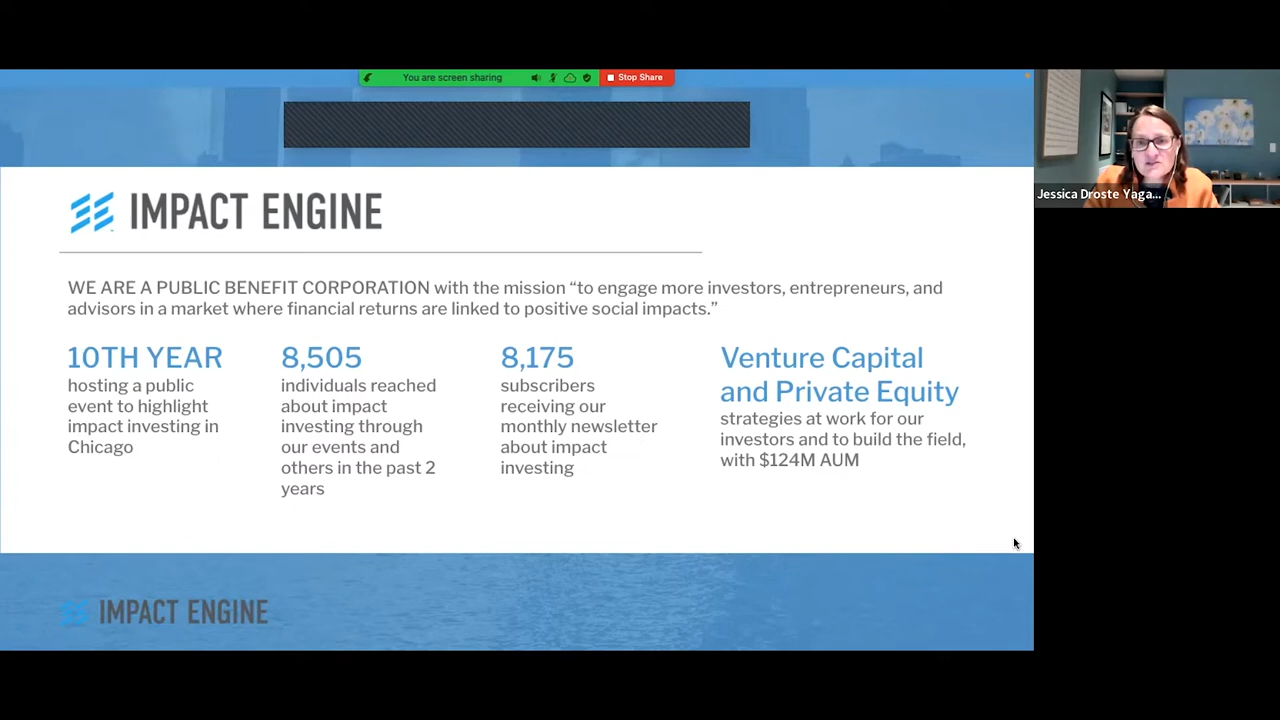 You are screen sharing
Stop Share
Jessica Droste Yaga...
IMPACT ENGINE
WE ARE A PUBLIC BENEFIT CORPORATION with the mission “to engage more investors, entrepreneurs, and
advisors in a market where financial returns are linked to positive social impacts.”
10TH YEAR
hosting a public
event to highlight
impact investing in
Chicago
8,505
individuals reached
about impact
investing through
our events and
others in the past 2
years
8,175
subscribers
receiving our
monthly newsletter
about impact
investing
Venture Capital
and Private Equity
strategies at work for our
investors and to build the field,
with $124M AUM
IMPACT ENGINE